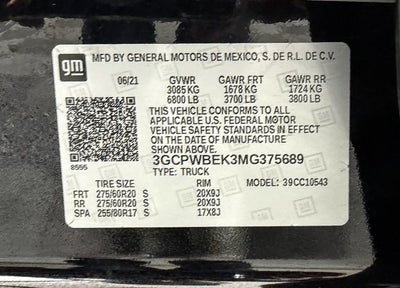 gm
MFD BY GENERAL MOTORS DE MEXICO, S. DE R.L. DE C.V.
06/21 GVWR GAWR FRT GAWR RR
3085 KG 1678 KG 1724 KG
6800 LB 3700 LB 3800 LB
THIS VEHICLE CONFORMS TO ALL
APPLICABLE U.S. FEDERAL MOTOR
VEHICLE SAFETY STANDARDS IN EFFECT
ON THE DATE OF MANUFACTURE SHOWN ABOVE.
8555
3GCPWBEK3MG375689
TYPE: TRUCK
TIRE SIZE RIM MODEL: 39CC10543
FRT 275/60R20 S 20X9J
RR 275/60R20 S 20X9J
SPA 255/80R17 S 17X8J